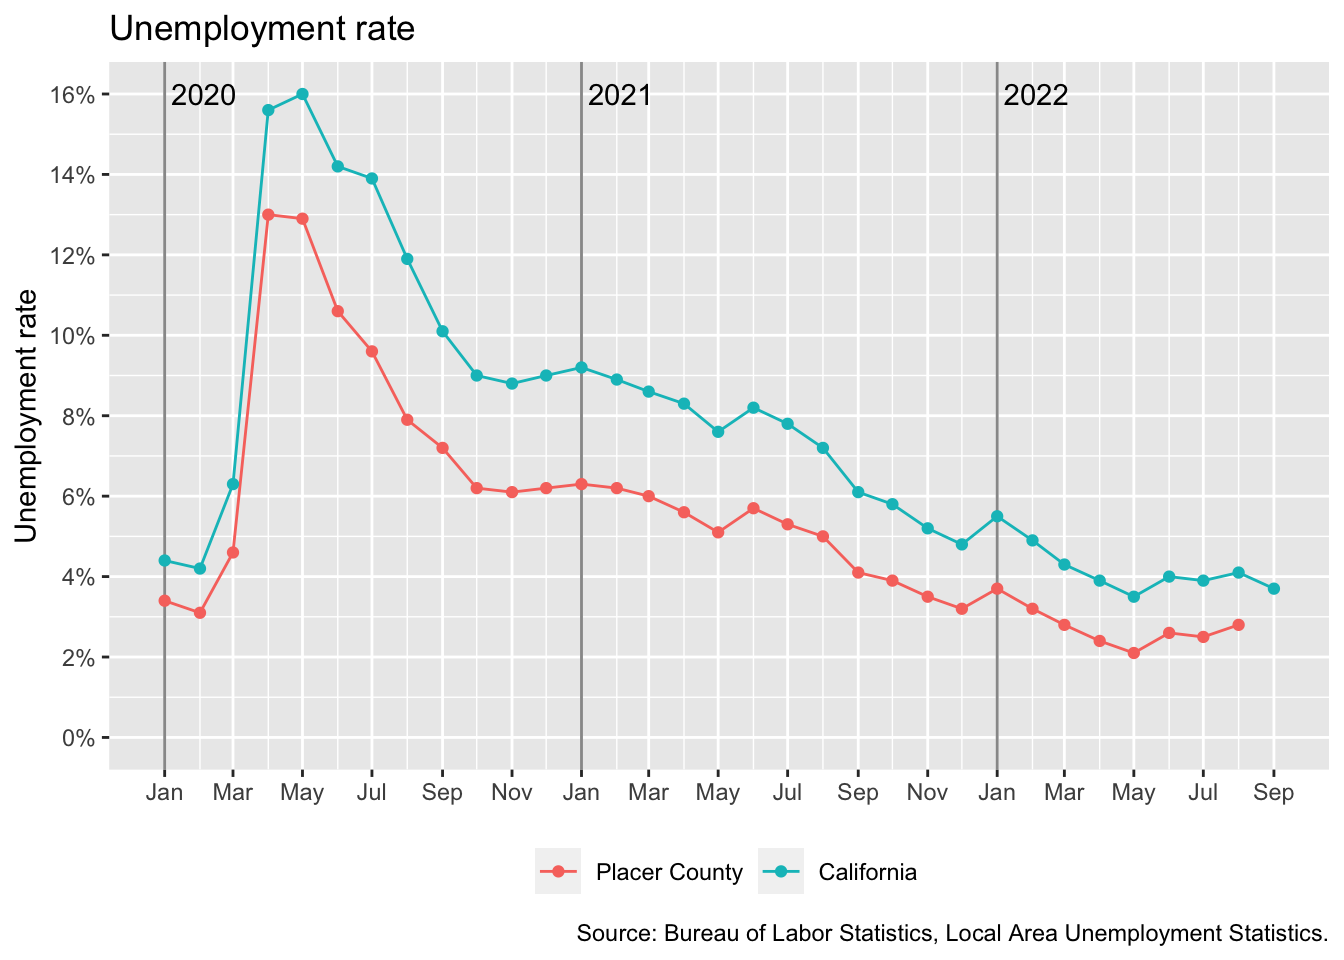 Unemployment rate
2020 2021 2022
16%
14%
12%
10%
8%
6%
4%
2%
0%
Unemployment rate
Jan Mar May Jul Sep Nov Jan Mar May Jul Sep Nov Jan Mar May Jul Sep
Placer County California
Source: Bureau of Labor Statistics, Local Area Unemployment Statistics.